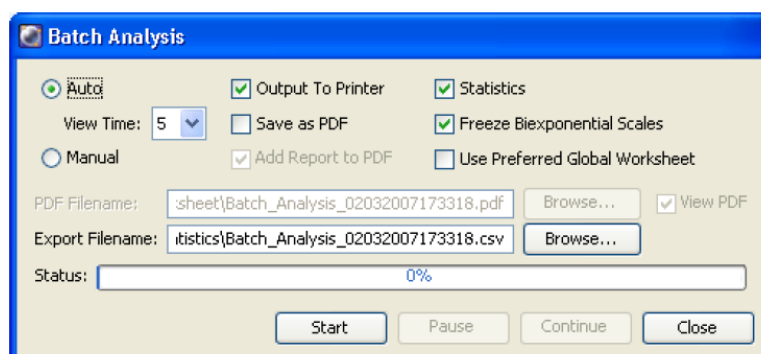 Batch Analysis
Auto Output To Printer Statistics
View Time: 5 Save as PDF Freeze Biexponential Scales
Manual Add Report to PDF Use Preferred Global Worksheet
PDF Filename: :sheet\Batch_Analysis_02032007173318.pdf Browse... View PDF
Export Filename: itistics\Batch_Analysis_02032007173318.csv Browse...
Status: 0%
Start Pause Continue Close